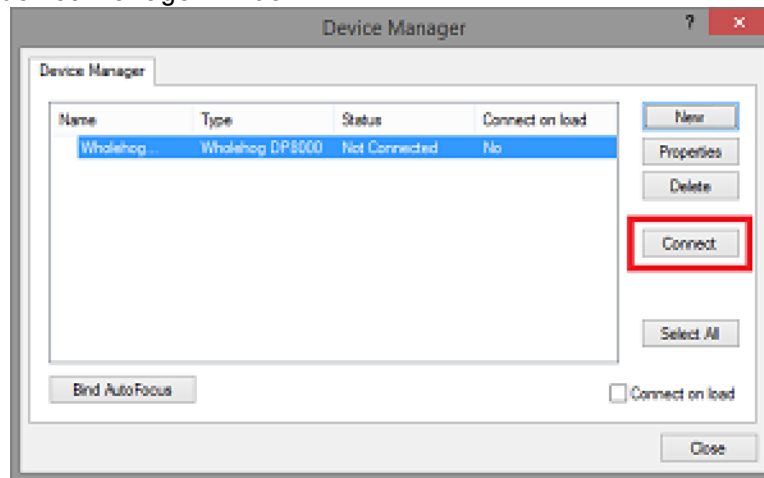 Device Manager ? ×
Device Manager
Name Type Status Connect on load
Wholehog... Wholehog DP8000 Not Connected No
New
Properties
Delete
Connect
Select All
Bind AutoFocus
Connect on load
Close